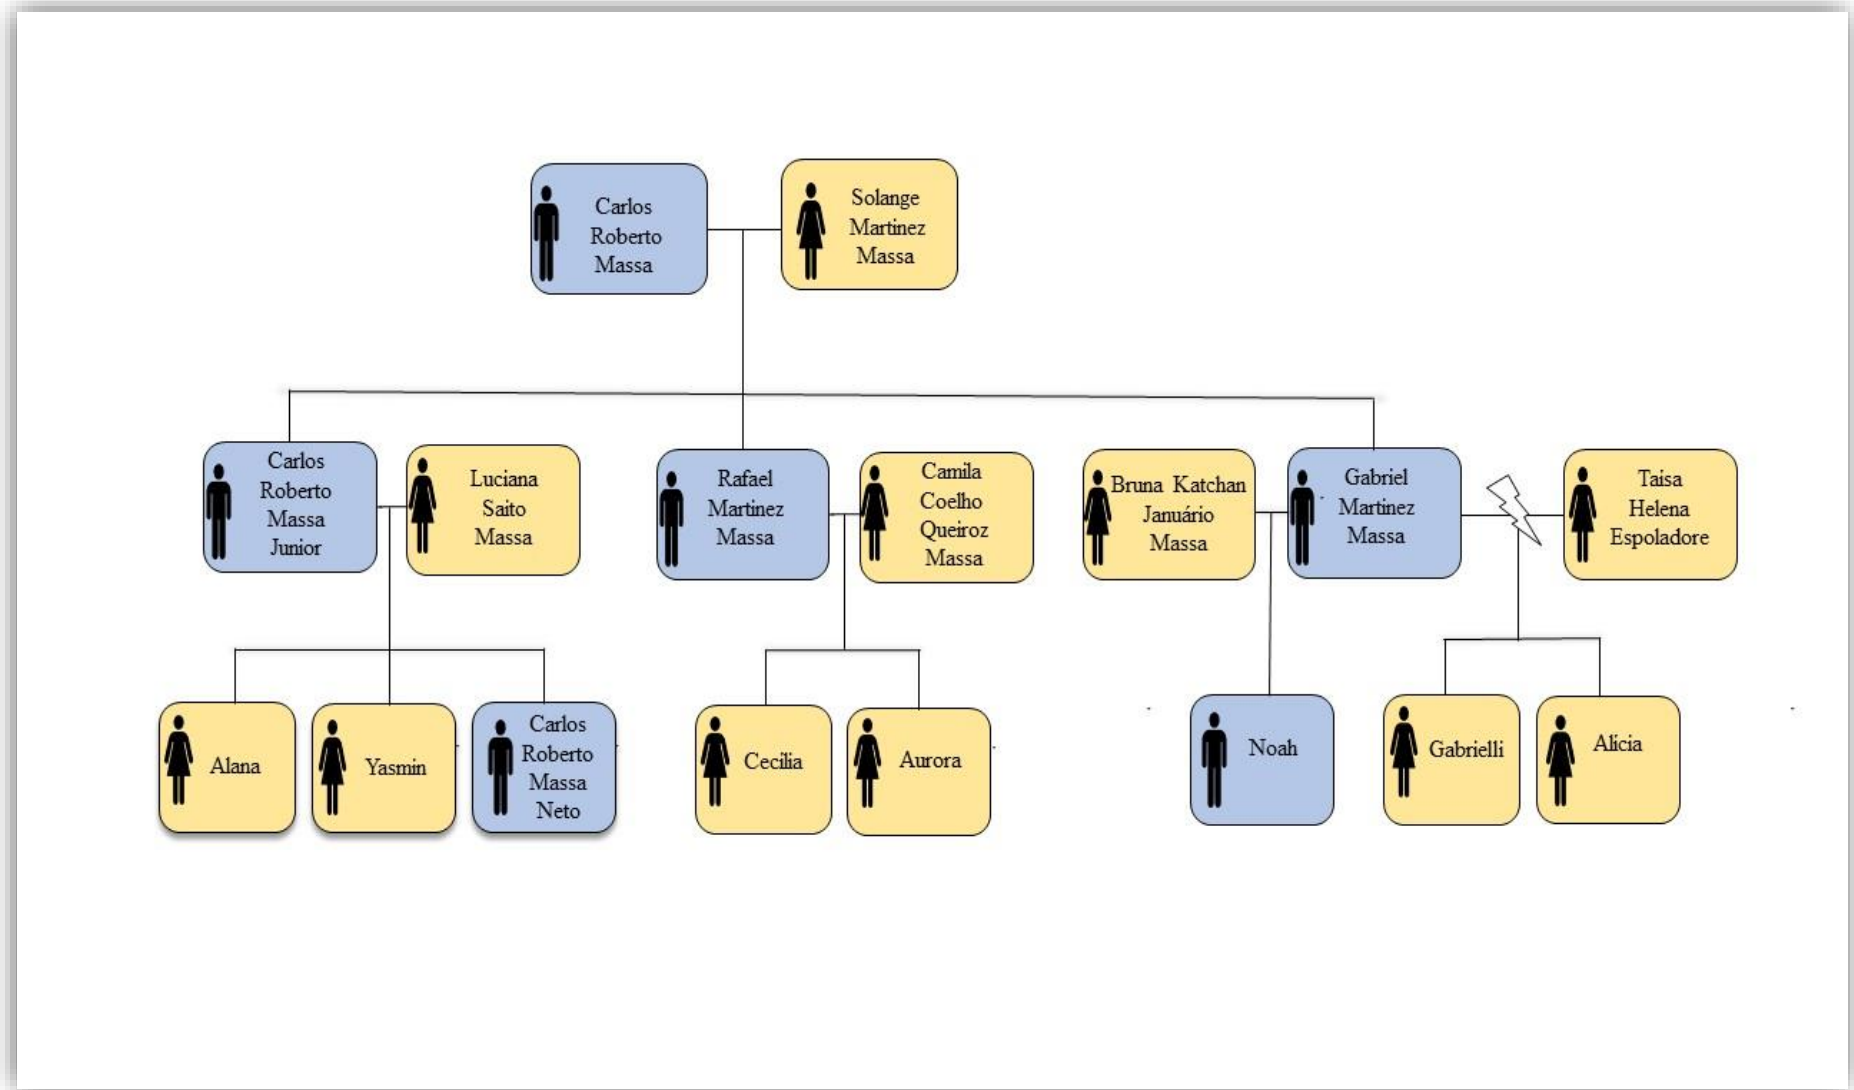 Carlos
Roberto
Massa
Solange
Martinez
Massa
Carlos
Roberto
Massa
Junior
Luciana
Saito
Massa
Rafael
Martinez
Massa
Camila
Coelho
Queiroz
Massa
Bruna Katchan
Januário
Massa
Gabriel
Martinez
Massa
Taisa
Helena
Espoladore
Alana
Yasmin
Carlos
Roberto
Massa
Neto
Cecília
Aurora
Noah
Gabrielli
Alícia